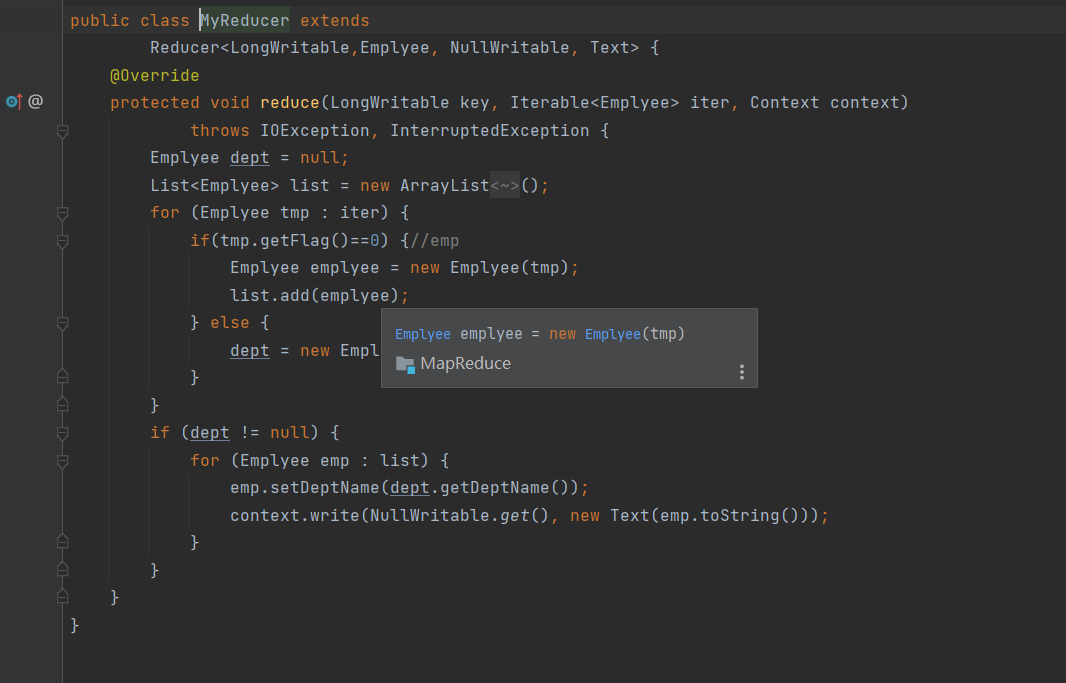 public class MyReducer extends
Reducer<LongWritable,Emplyee, NullWritable, Text> {
@Override
@
protected void reduce(LongWritable key, Iterable<Emplyee> iter, Context context)
throws IOException, InterruptedException {
Emplyee dept = null;
List<Emplyee> list = new ArrayList<~>();
for (Emplyee tmp : iter) {
if(tmp.getFlag()==0) {//emp
Emplyee emplyee = new Emplyee(tmp);
list.add(emplyee);
} else {
dept = new Empl
Emplyee emplyee = new Emplyee(tmp)
MapReduce
}
}
if (dept != null) {
for (Emplyee emp : list) {
emp.setDeptName(dept.getDeptName());
context.write(NullWritable.get(), new Text(emp.toString()));
}
}
}
}